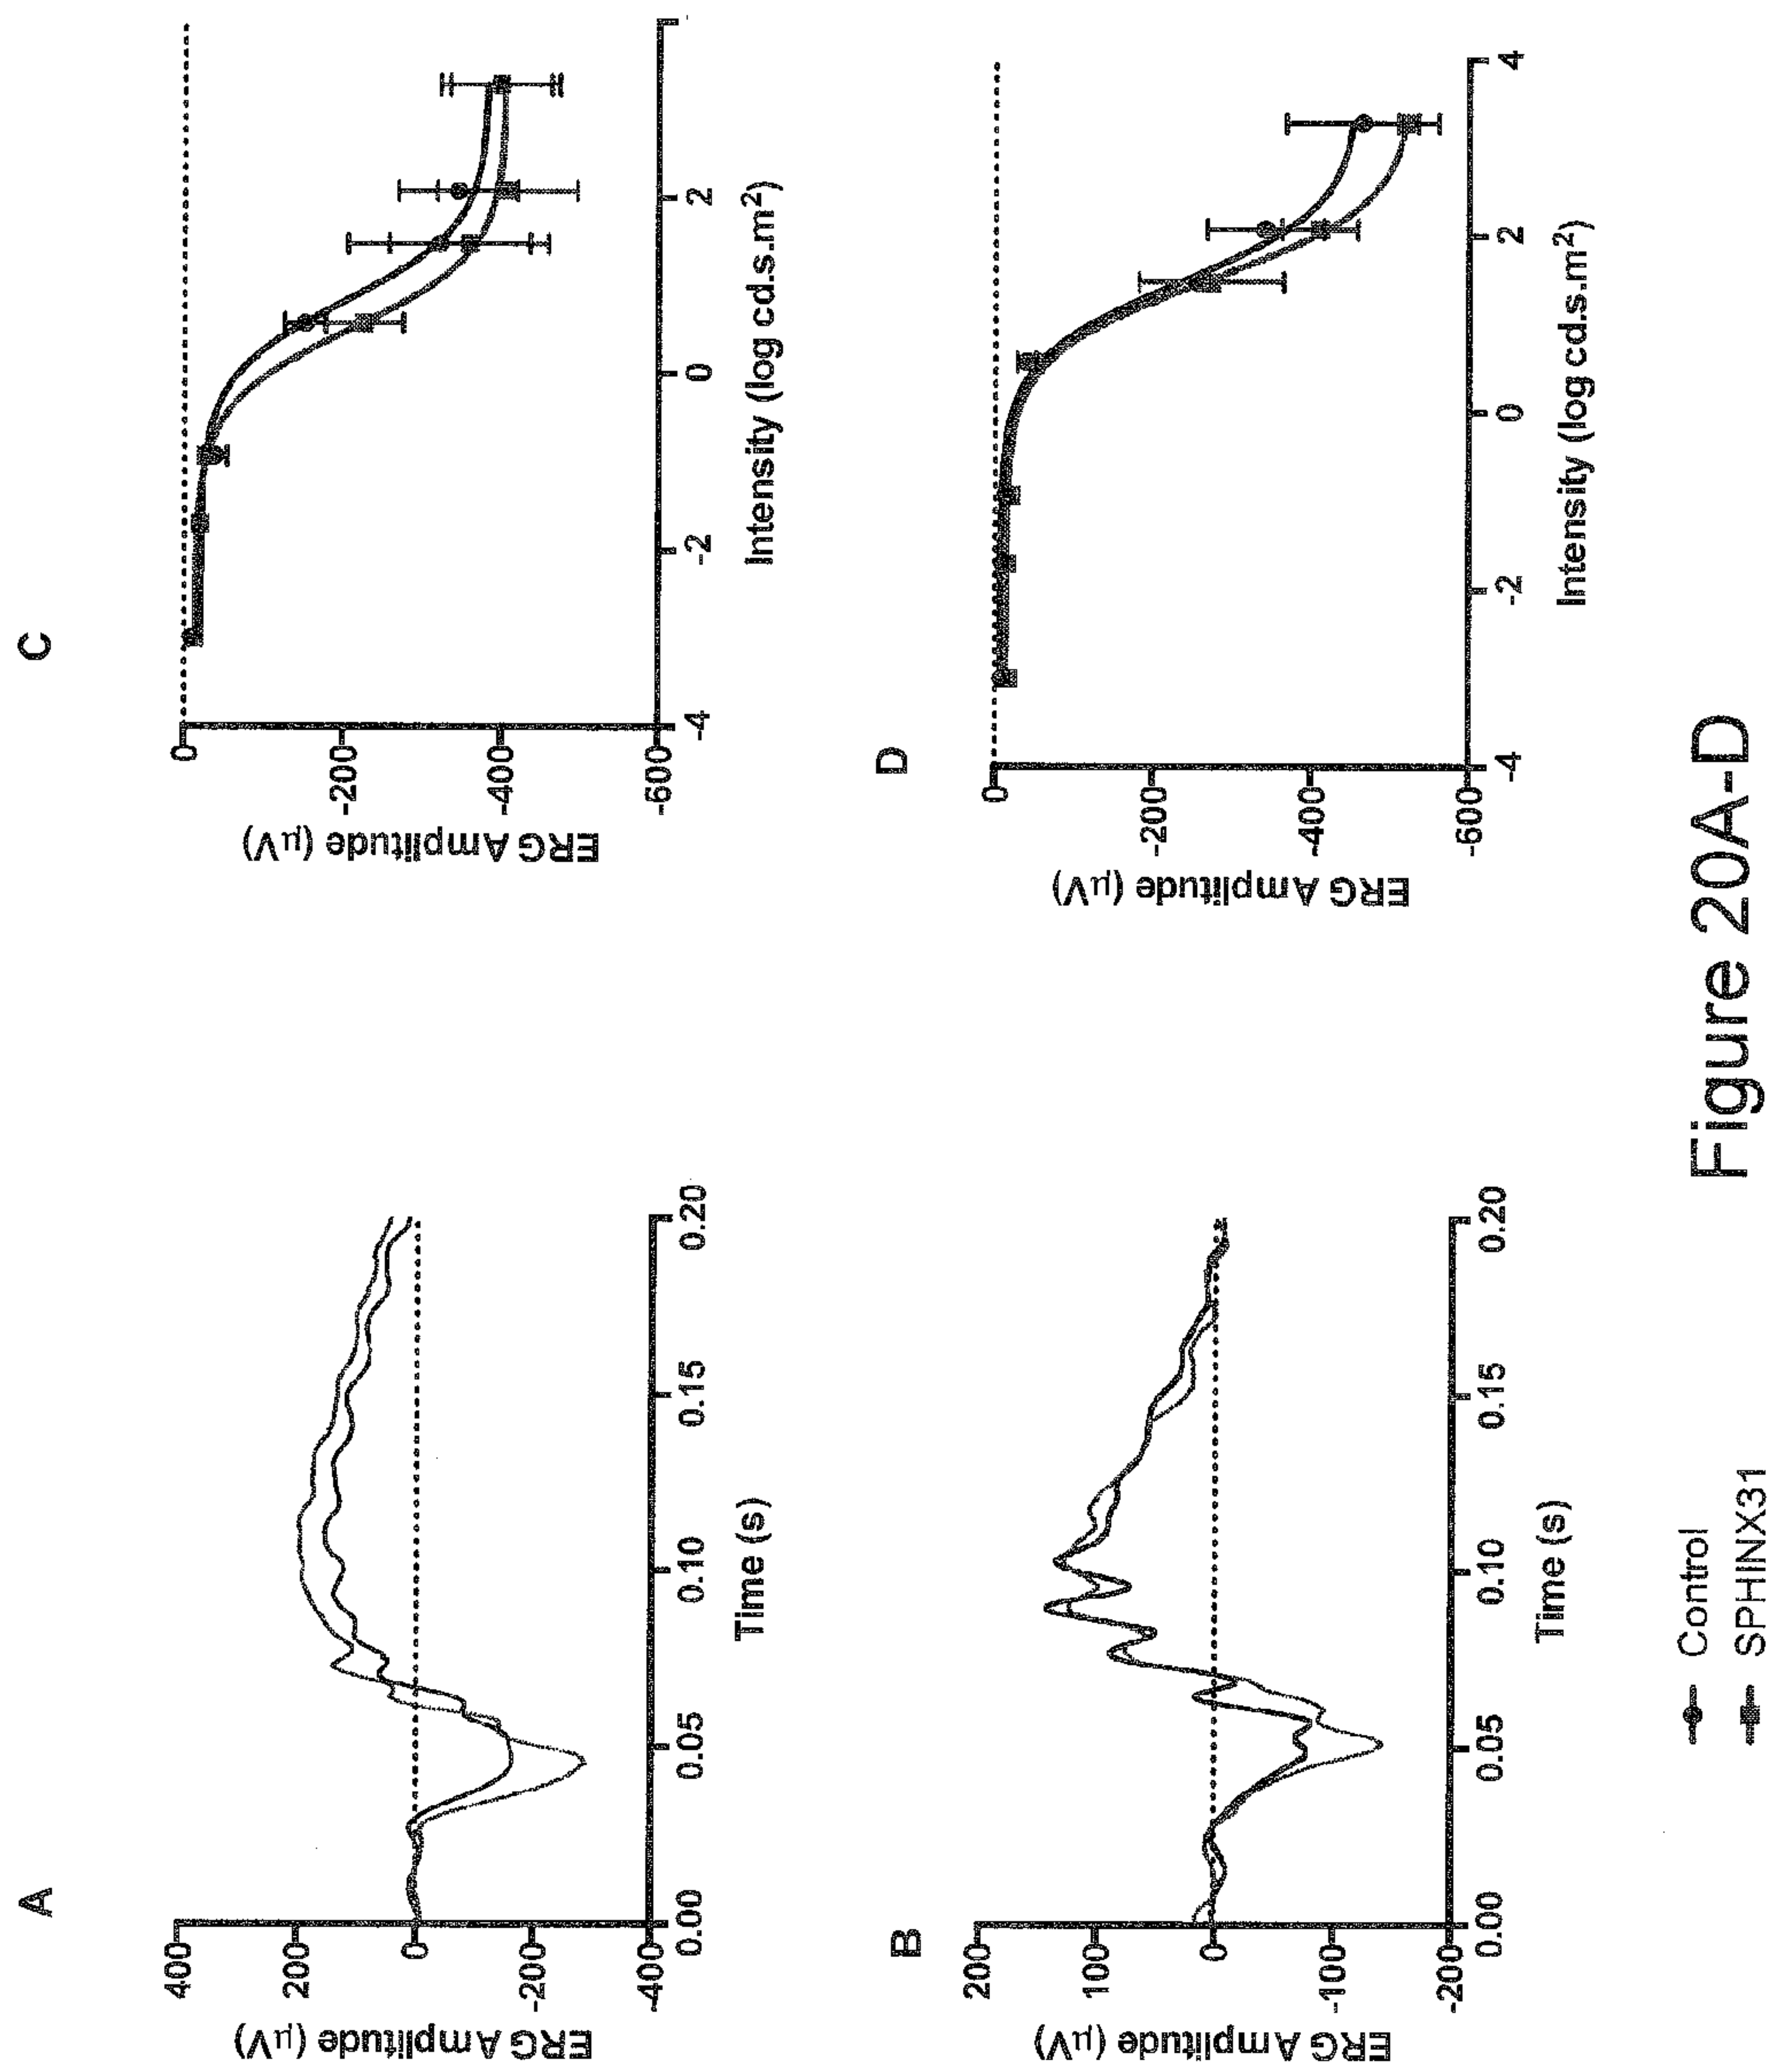 A
400
200
0
-200
-400
ERG Amplitude (µV)
0.00
0.05
0.10
0.15
0.20
Time (s)
C
0
-200
-400
-600
ERG Amplitude (µV)
-4
-2
0
2
Intensity (log cd.s.m²)
B
200
100
0
-100
-200
ERG Amplitude (µV)
0.00
0.05
0.10
0.15
0.20
Time (s)
D
0
-200
-400
-600
ERG Amplitude (µV)
-4
-2
0
2
4
Intensity (log cd.s.m²)
Control
SPHINX31
Figure 20A-D